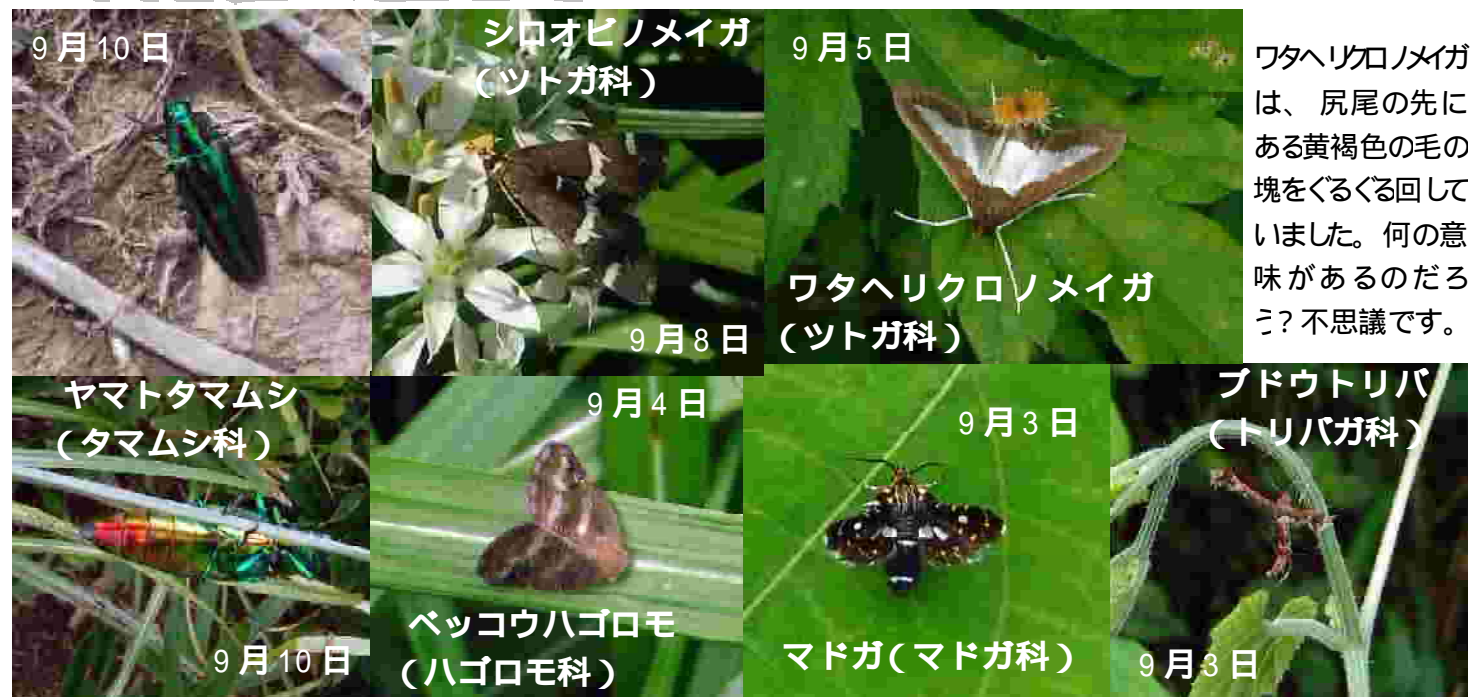 9月10日
シロオビノメイガ
(ツトガ科)
9月8日
9月5日
ワタヘリクロノメイガ
(ツトガ科)
ワタヘリクロノメイガ
は、尻尾の先に
ある黄褐色の毛の
塊をぐるぐる回して
いました。何の意
味があるのだろ
う?不思議です。
ヤマトタマムシ
(タマムシ科)
9月10日
9月4日
ベッコウハゴロモ
(ハゴロモ科)
9月3日
マドガ(マドガ科)
ブドウトリバ
(トリバガ科)
9月3日